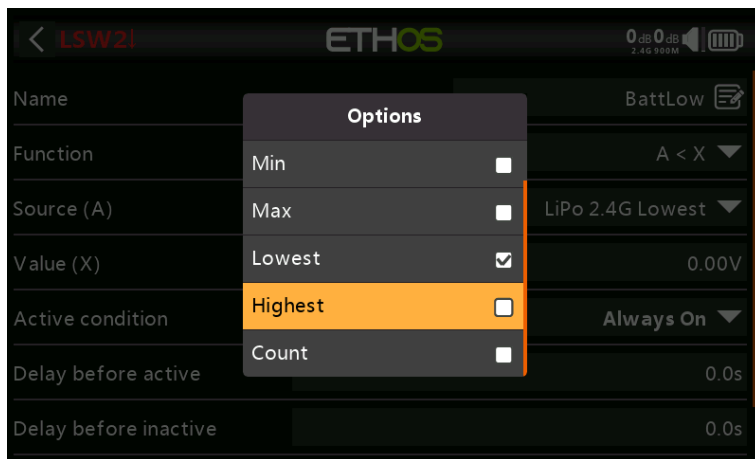 LSW2
ETHOS
0dB 0dB
2.4G 900M
Name
BattLow
Options
Function
A < X
Min
Source (A)
Max
LiPo 2.4G Lowest
Value (X)
Lowest
0.00V
Active condition
Highest
Always On
Count
Delay before active
0.0s
Delay before inactive
0.0s